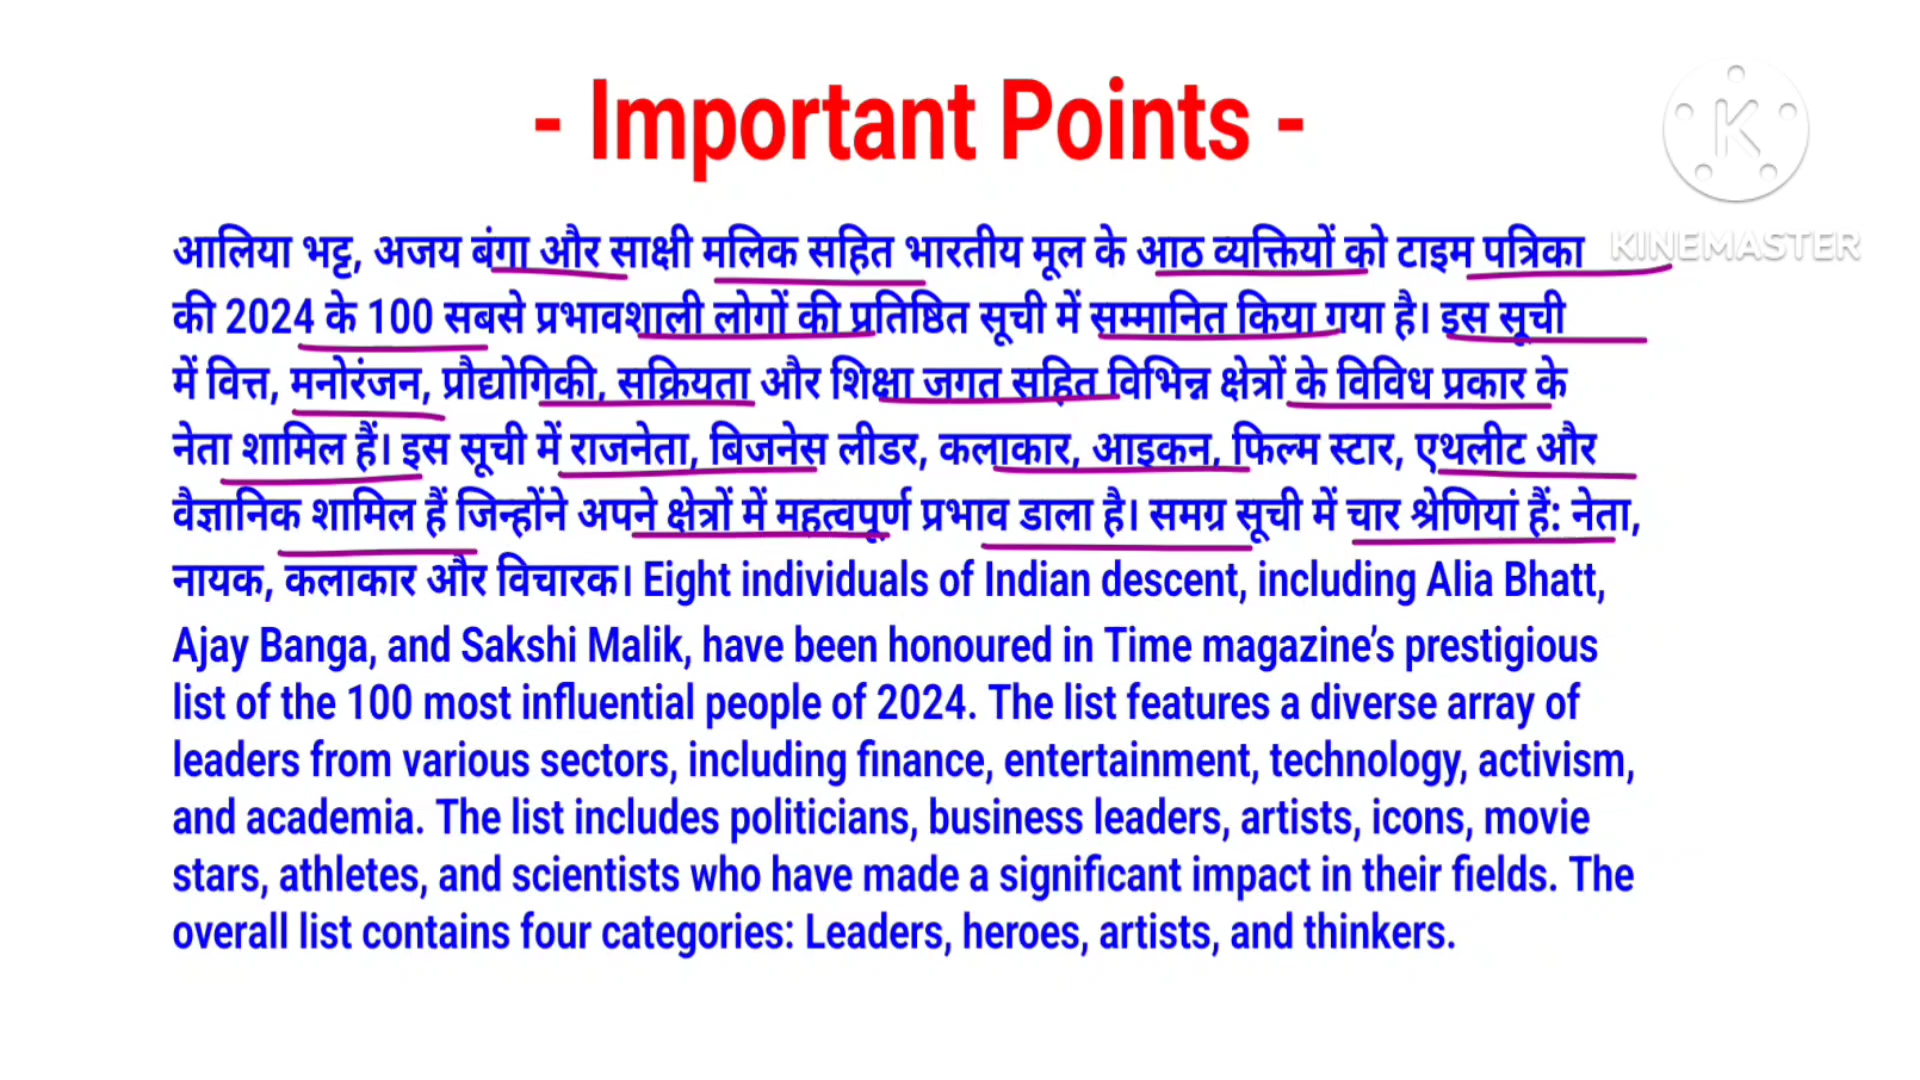 - Important Points -
K
KINEMASTER
आलिया भट्ट, अजय बंगा और साक्षी मलिक सहित भारतीय मूल के आठ व्यक्तियों को टाइम पत्रिका
की 2024 के 100 सबसे प्रभावशाली लोगों की प्रतिष्ठित सूची में सम्मानित किया गया है। इस सूची
में वित्त, मनोरंजन, प्रौद्योगिकी, सक्रियता और शिक्षा जगत सहित विभिन्न क्षेत्रों के विविध प्रकार के
नेता शामिल हैं। इस सूची में राजनेता, बिजनेस लीडर, कलाकार, आइकन, फिल्म स्टार, एथलीट और
वैज्ञानिक शामिल हैं जिन्होंने अपने क्षेत्रों में महत्वपूर्ण प्रभाव डाला है। समग्र सूची में चार श्रेणियां हैं: नेता,
नायक, कलाकार और विचारक। Eight individuals of Indian descent, including Alia Bhatt,
Ajay Banga, and Sakshi Malik, have been honoured in Time magazine’s prestigious
list of the 100 most influential people of 2024. The list features a diverse array of
leaders from various sectors, including finance, entertainment, technology, activism,
and academia. The list includes politicians, business leaders, artists, icons, movie
stars, athletes, and scientists who have made a significant impact in their fields. The
overall list contains four categories: Leaders, heroes, artists, and thinkers.